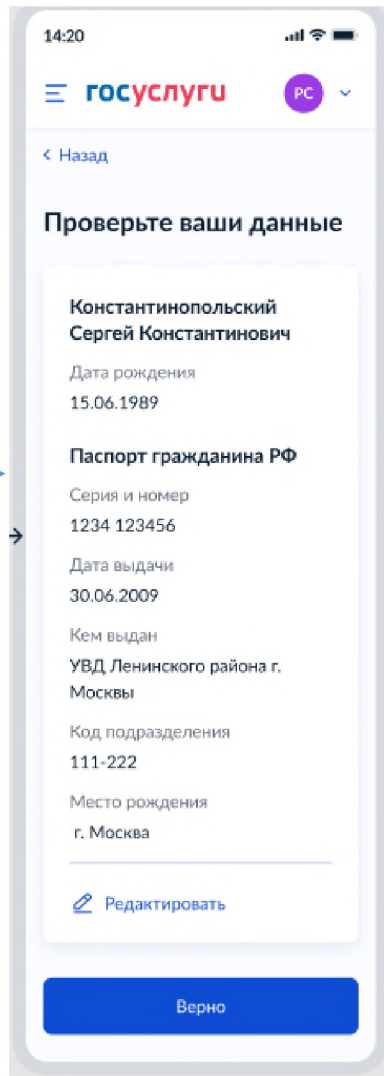 14:20
госуслуги
РС
Назад
Проверьте ваши данные
Константинопольский
Сергей Константинович
Дата рождения
15.06.1989
Паспорт гражданина РФ
Серия и номер
1234 123456
Дата выдачи
30.06.2009
Кем выдан
УВД Ленинского района г.
Москвы
Код подразделения
111-222
Место рождения
г. Москва
Редактировать
Верно